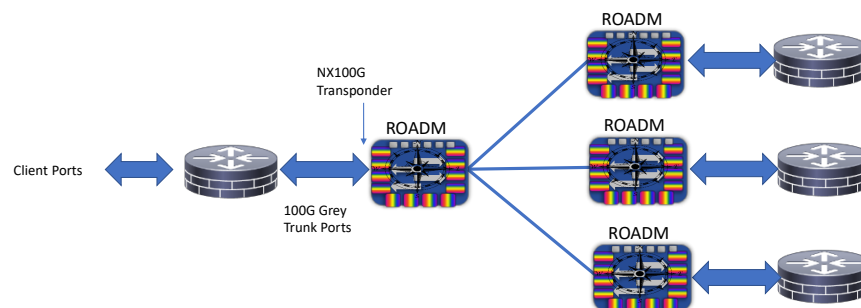 ROADM
NX100G
Transponder
ROADM
ROADM
Client Ports
100G Grey
Trunk Ports
ROADM